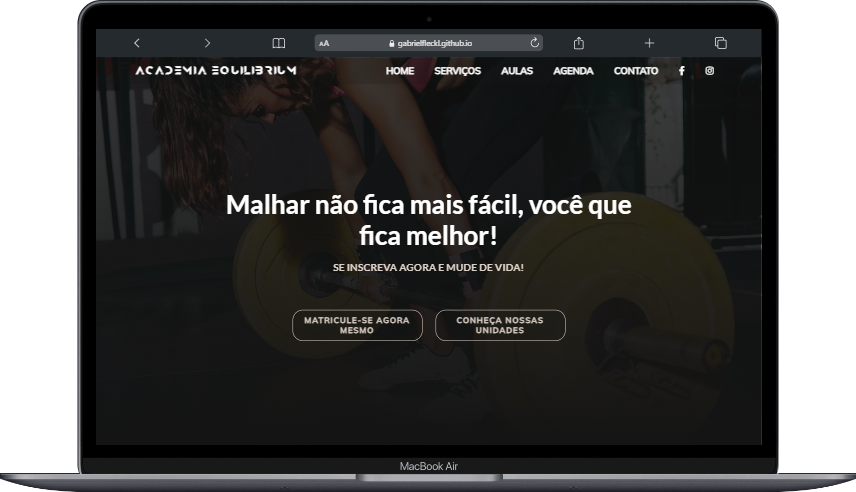 AA gabrielfleckl.github.io
ACADEMIA EQUILIBRIUM HOME SERVIÇOS AULAS AGENDA CONTATO
Malhar não fica mais fácil, você que
fica melhor!
SE INSCREVA AGORA E MUDE DE VIDA!
MATRICULE-SE AGORA
MESMO
CONHEÇA NOSSAS
UNIDADES
MacBook Air